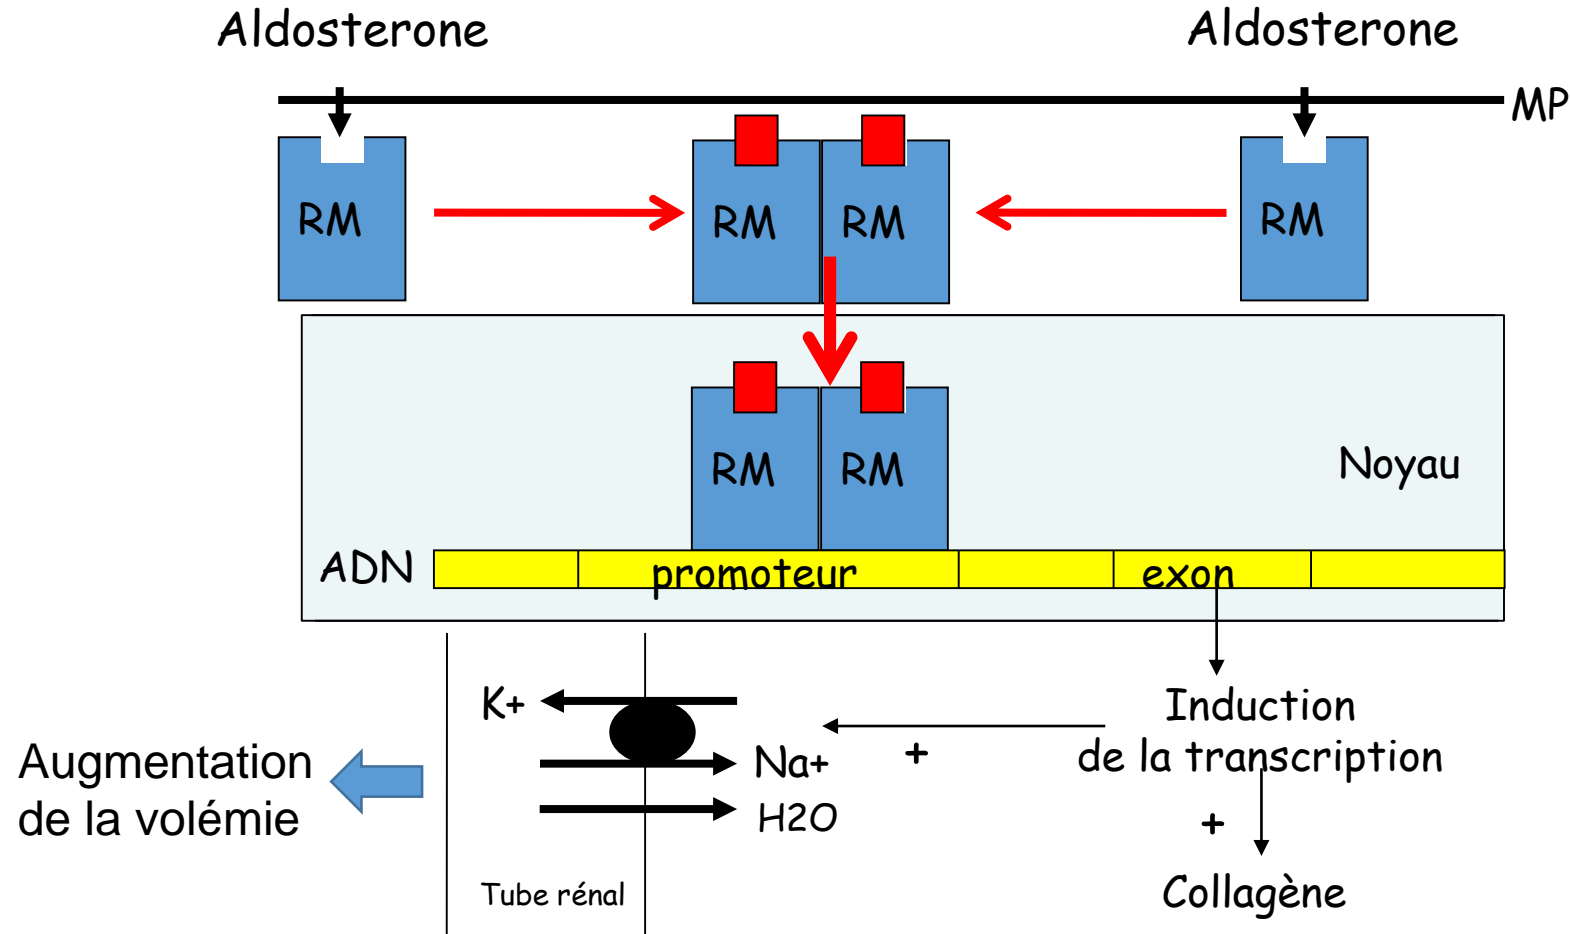 Aldosterone
Aldosterone
MP
RM
RM
RM
RM
RM
RM
Noyau
ADN
promoteur
exon
K+
Induction
de la transcription
+
Na+
H2O
Augmentation
de la volémie
+
Tube rénal
Collagène